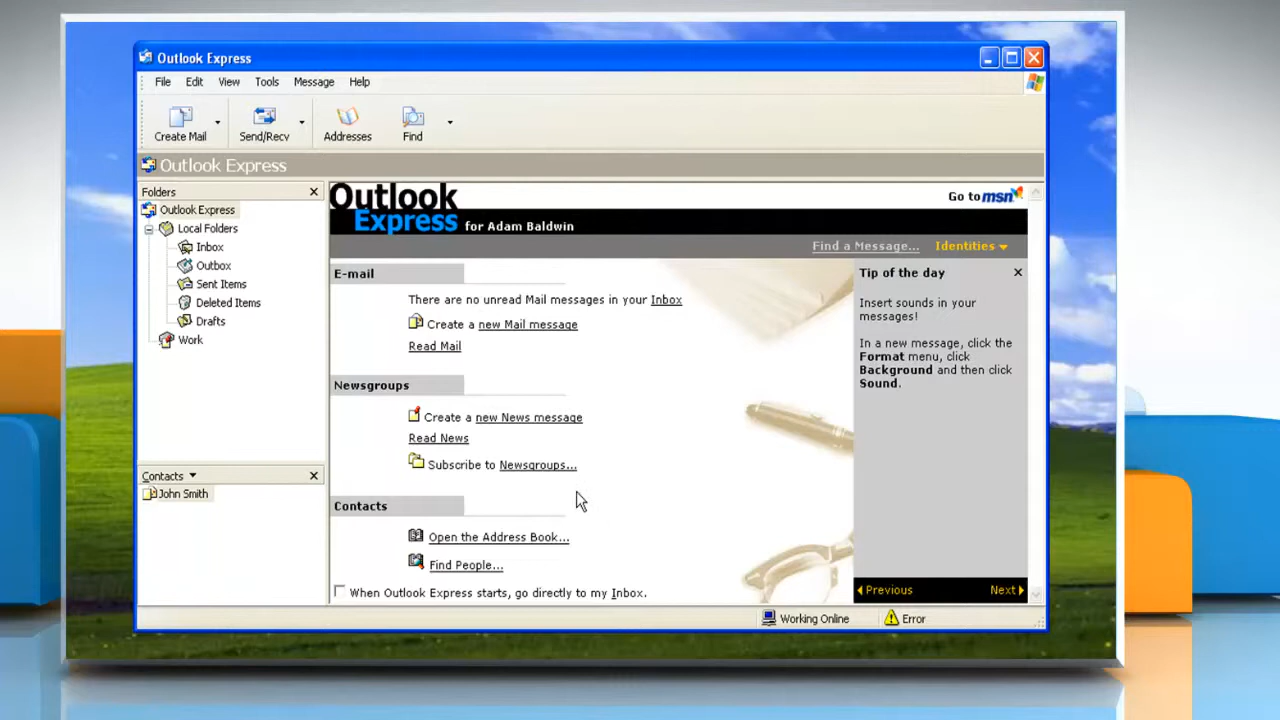 Outlook Express
File Edit View Tools Message Help
Create Mail Send/Recv Addresses Find
Outlook Express
Folders
Outlook Express
Local Folders
Inbox
Outbox
Sent Items
Deleted Items
Drafts
Work
Contacts
John Smith
Outlook
Express for Adam Baldwin
Go to msn
Find a Message... Identities
E-mail
There are no unread Mail messages in your Inbox
Create a new Mail message
Read Mail
Newsgroups
Create a new News message
Read News
Subscribe to Newsgroups...
Contacts
Open the Address Book...
Find People...
When Outlook Express starts, go directly to my Inbox.
Tip of the day
Insert sounds in your
messages!
In a new message, click the
Format menu, click
Background and then click
Sound.
Previous Next
Working Online Error